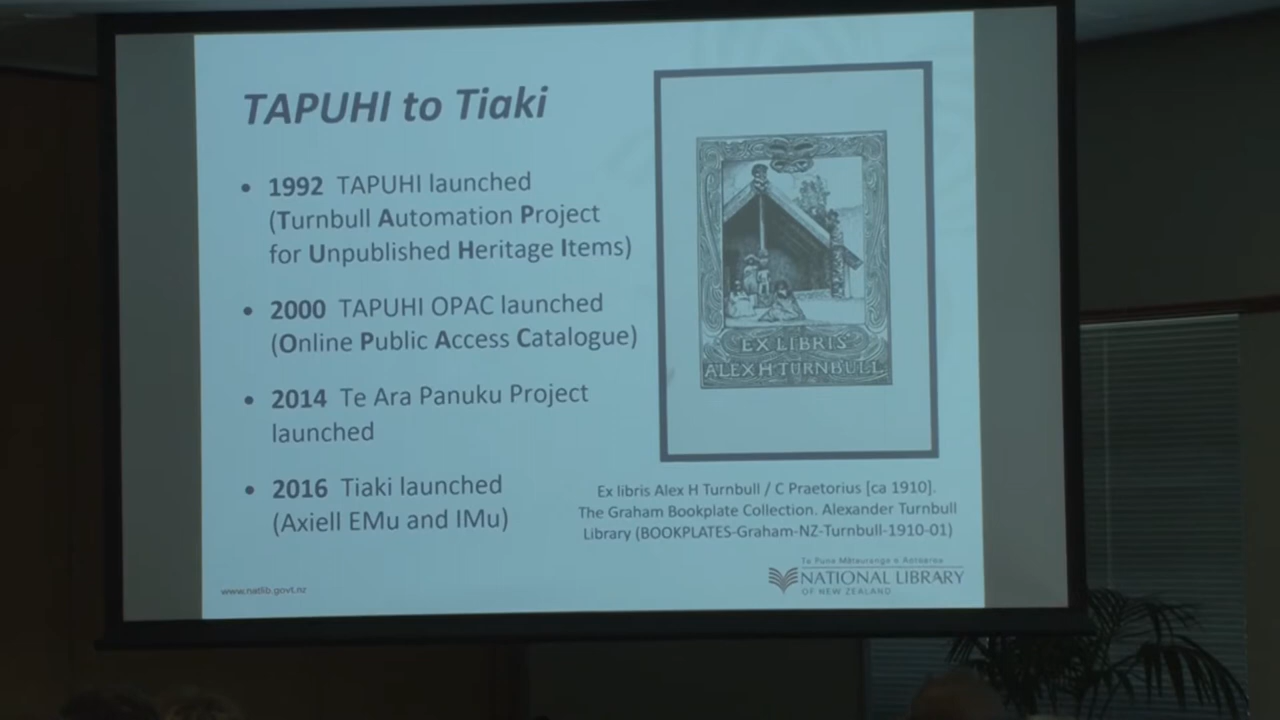 TAPUHI to Tiaki
• 1992 TAPUHI launched
(Turnbull Automation Project
for Unpublished Heritage Items)
• 2000 TAPUHI OPAC launched
(Online Public Access Catalogue)
• 2014 Te Ara Panuku Project
launched
• 2016 Tiaki launched
(Axiell EMu and IMu)
EX LIBRIS
ALEX H TURNBULL
Ex libris Alex H Turnbull / C Praetorius [ca 1910].
The Graham Bookplate Collection. Alexander Turnbull
Library (BOOKPLATES-Graham-NZ-Turnbull-1910-01)
www.natlib.govt.nz
Te Puna Mātauranga o Aotearoa
NATIONAL LIBRARY
OF NEW ZEALAND